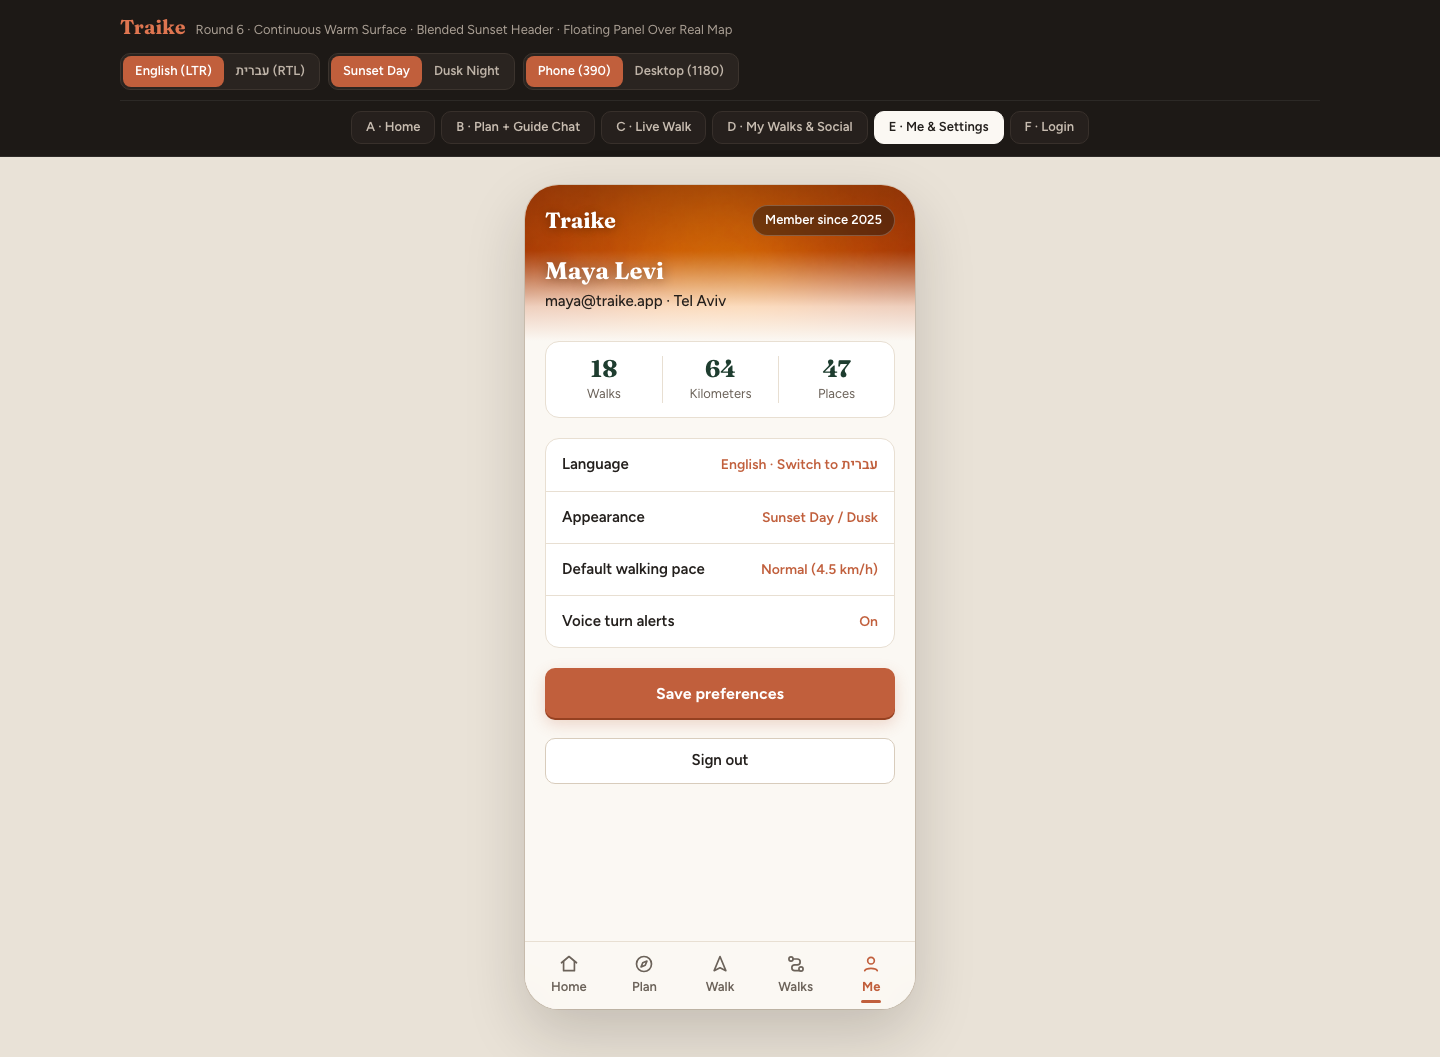 Traike Round 6 · Continuous Warm Surface · Blended Sunset Header · Floating Panel Over Real Map
English (LTR) עברית (RTL) Sunset Day Dusk Night Phone (390) Desktop (1180)
A · Home B · Plan + Guide Chat C · Live Walk D · My Walks & Social E · Me & Settings F · Login
Traike Member since 2025
Maya Levi
maya@traike.app · Tel Aviv
18 64 47
Walks Kilometers Places
Language English · Switch to עברית
Appearance Sunset Day / Dusk
Default walking pace Normal (4.5 km/h)
Voice turn alerts On
Save preferences
Sign out
Home Plan Walk Walks Me